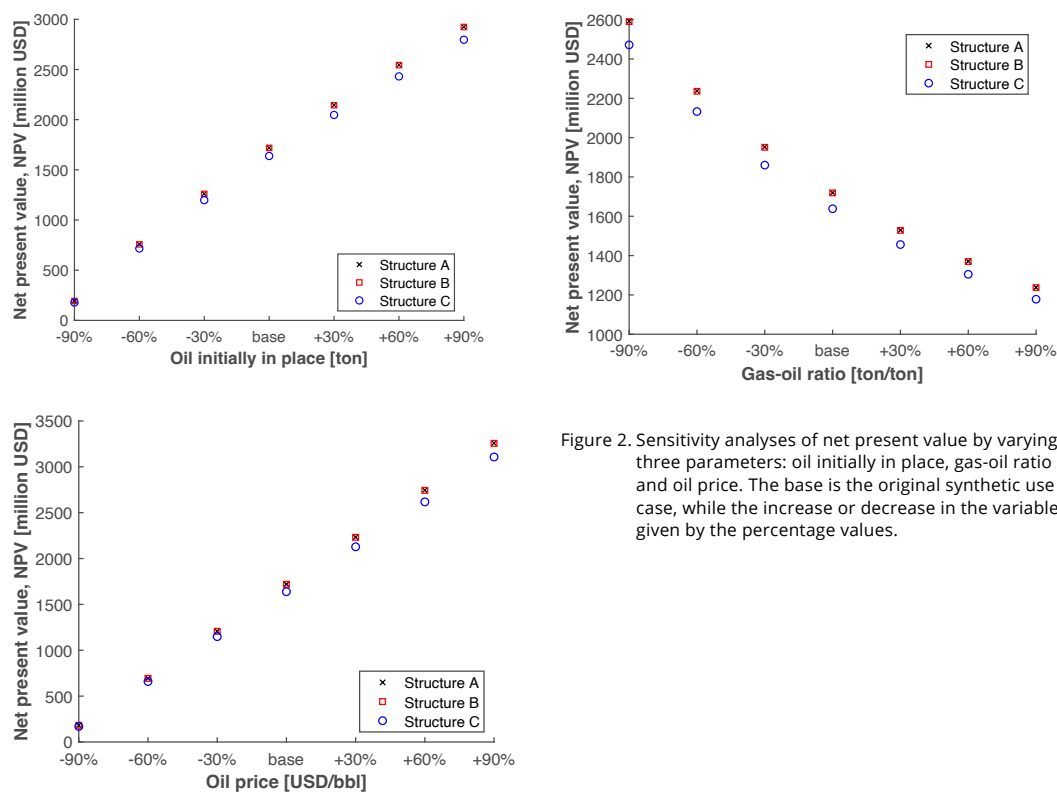 Net present value, NPV [million USD]
3000
2500
2000
1500
1000
500
0
-90% -60% -30% base +30% +60% +90%
Oil initially in place [ton]
Structure A
Structure B
Structure C
Net present value, NPV [million USD]
2600
2400
2200
2000
1800
1600
1400
1200
1000
-90% -60% -30% base +30% +60% +90%
Gas-oil ratio [ton/ton]
Structure A
Structure B
Structure C
Net present value, NPV [million USD]
3500
3000
2500
2000
1500
1000
500
0
-90% -60% -30% base +30% +60% +90%
Oil price [USD/bbl]
Structure A
Structure B
Structure C
Figure 2. Sensitivity analyses of net present value by varying
three parameters: oil initially in place, gas-oil ratio
and oil price. The base is the original synthetic use
case, while the increase or decrease in the variable
given by the percentage values.